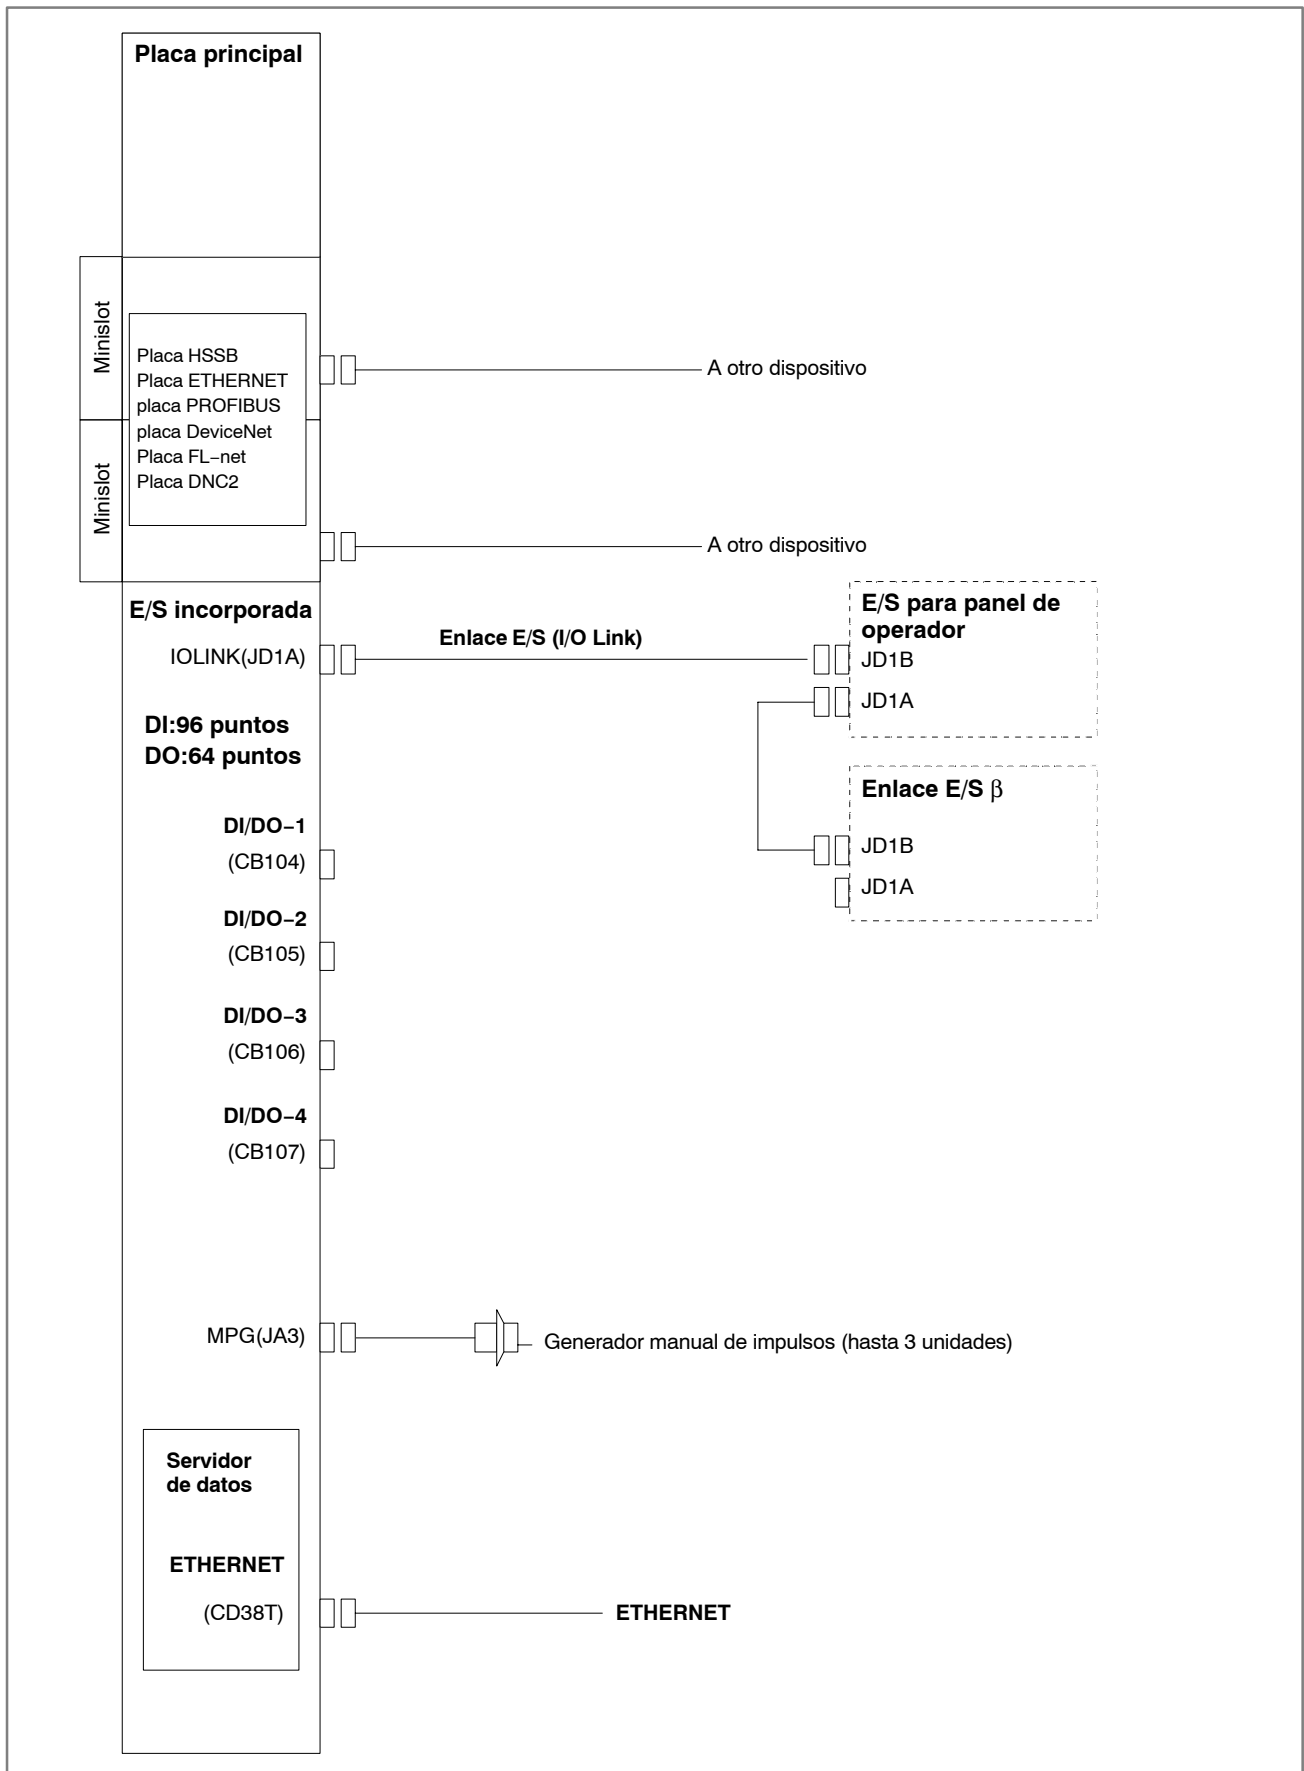 Placa principal
Minislot
Placa HSSB
Placa ETHERNET
placa PROFIBUS
placa DeviceNet
Placa FL−net
Placa DNC2
A otro dispositivo
Minislot
A otro dispositivo
E/S incorporada
IOLINK(JD1A)
Enlace E/S (I/O Link)
E/S para panel de
operador
JD1B
JD1A
DI:96 puntos
DO:64 puntos
Enlace E/S β
JD1B
JD1A
DI/DO−1
(CB104)
DI/DO−2
(CB105)
DI/DO−3
(CB106)
DI/DO−4
(CB107)
MPG(JA3)
Generador manual de impulsos (hasta 3 unidades)
Servidor
de datos
ETHERNET
(CD38T)
ETHERNET